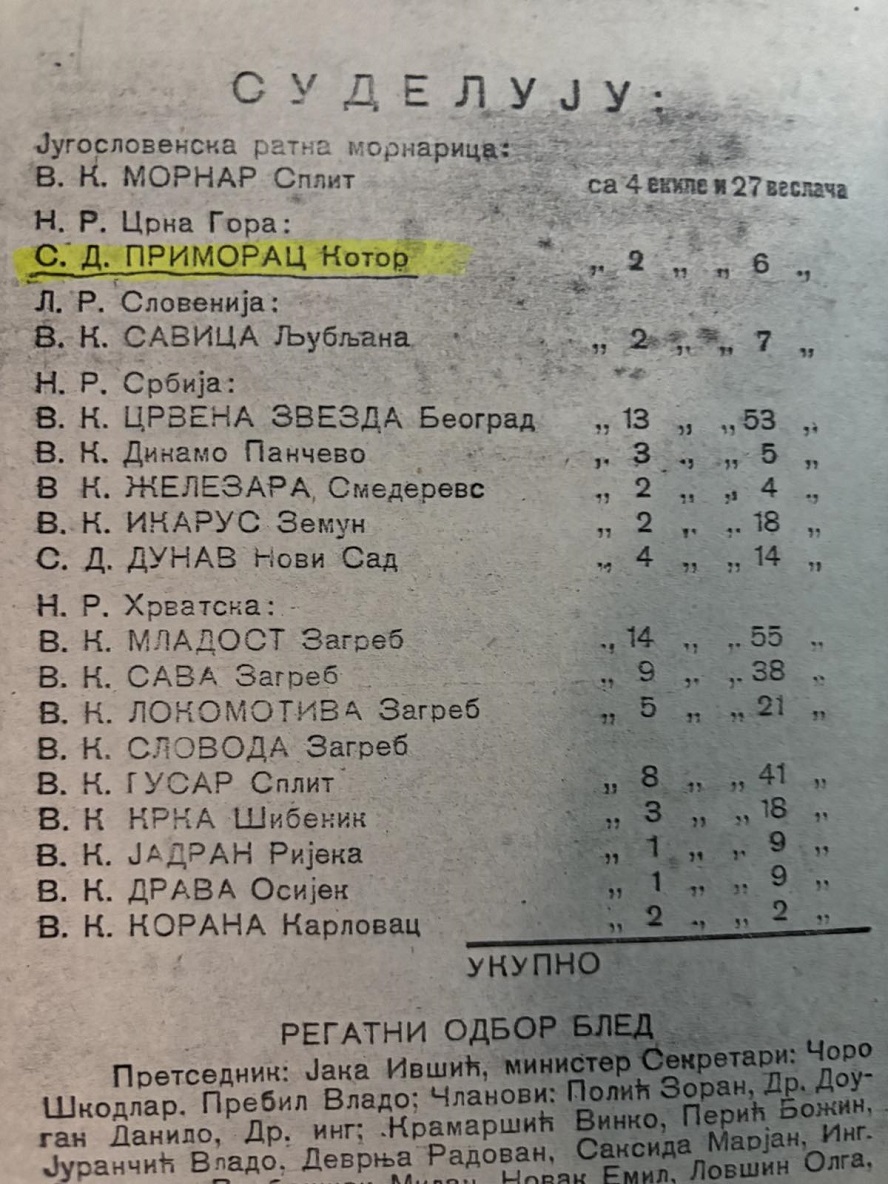 СУДЕЛУЈУ:
Југословенска ратна морнарица:
В. К. МОРНАР Сплит са 4 екипе и 27 веслача
Н. Р. Црна Гора:
С. Д. ПРИМОРАЦ Котор „ 2 „ „ 6 „
Л. Р. Словенија:
В. К. САВИЦА Љубљана „ 2 „ „ 7 „
Н. Р. Србија:
В. К. ЦРВЕНА ЗВЕЗДА Београд „ 13 „ „ 53 „
В. К. Динамо Панчево „ 3 „ „ 5 „
В К. ЖЕЛЕЗАРА, Смедеревс „ 2 „ „ 4 „
В. К. ИКАРУС Земун „ 2 „ „ 18 „
С. Д. ДУНАВ Нови Сад „ 4 „ „ 14 „
Н. Р. Хрватска:
В. К. МЛАДОСТ Загреб „ 14 „ „ 55 „
В. К. САВА Загреб „ 9 „ „ 38 „
В. К. ЛОКОМОТИВА Загреб „ 5 „ „ 21 „
В. К. СЛОВОДА Загреб
В. К. ГУСАР Сплит „ 8 „ „ 41 „
В. К КРКА Шибеник „ 3 „ „ 18 „
В. К. ЈАДРАН Ријека „ 1 „ „ 9 „
В. К. ДРАВА Осијек „ 1 „ „ 9 „
В. К. КОРАНА Карловац „ 2 „ „ 2 „
УКУПНО
РЕГАТНИ ОДБОР БЛЕД
Претседник: Јака Ившић, министер Секретари: Чоро
Шкодлар. Пребил Владо; Чланови: Полић Зоран, Др. Доу-
ган Данило, Др. инг; Крамаршић Винко, Перић Божин,
Јуранчић Владо, Деврња Радован, Саксида Марјан, Инг.
Милан, Новак Емил, Ловшин Олга,